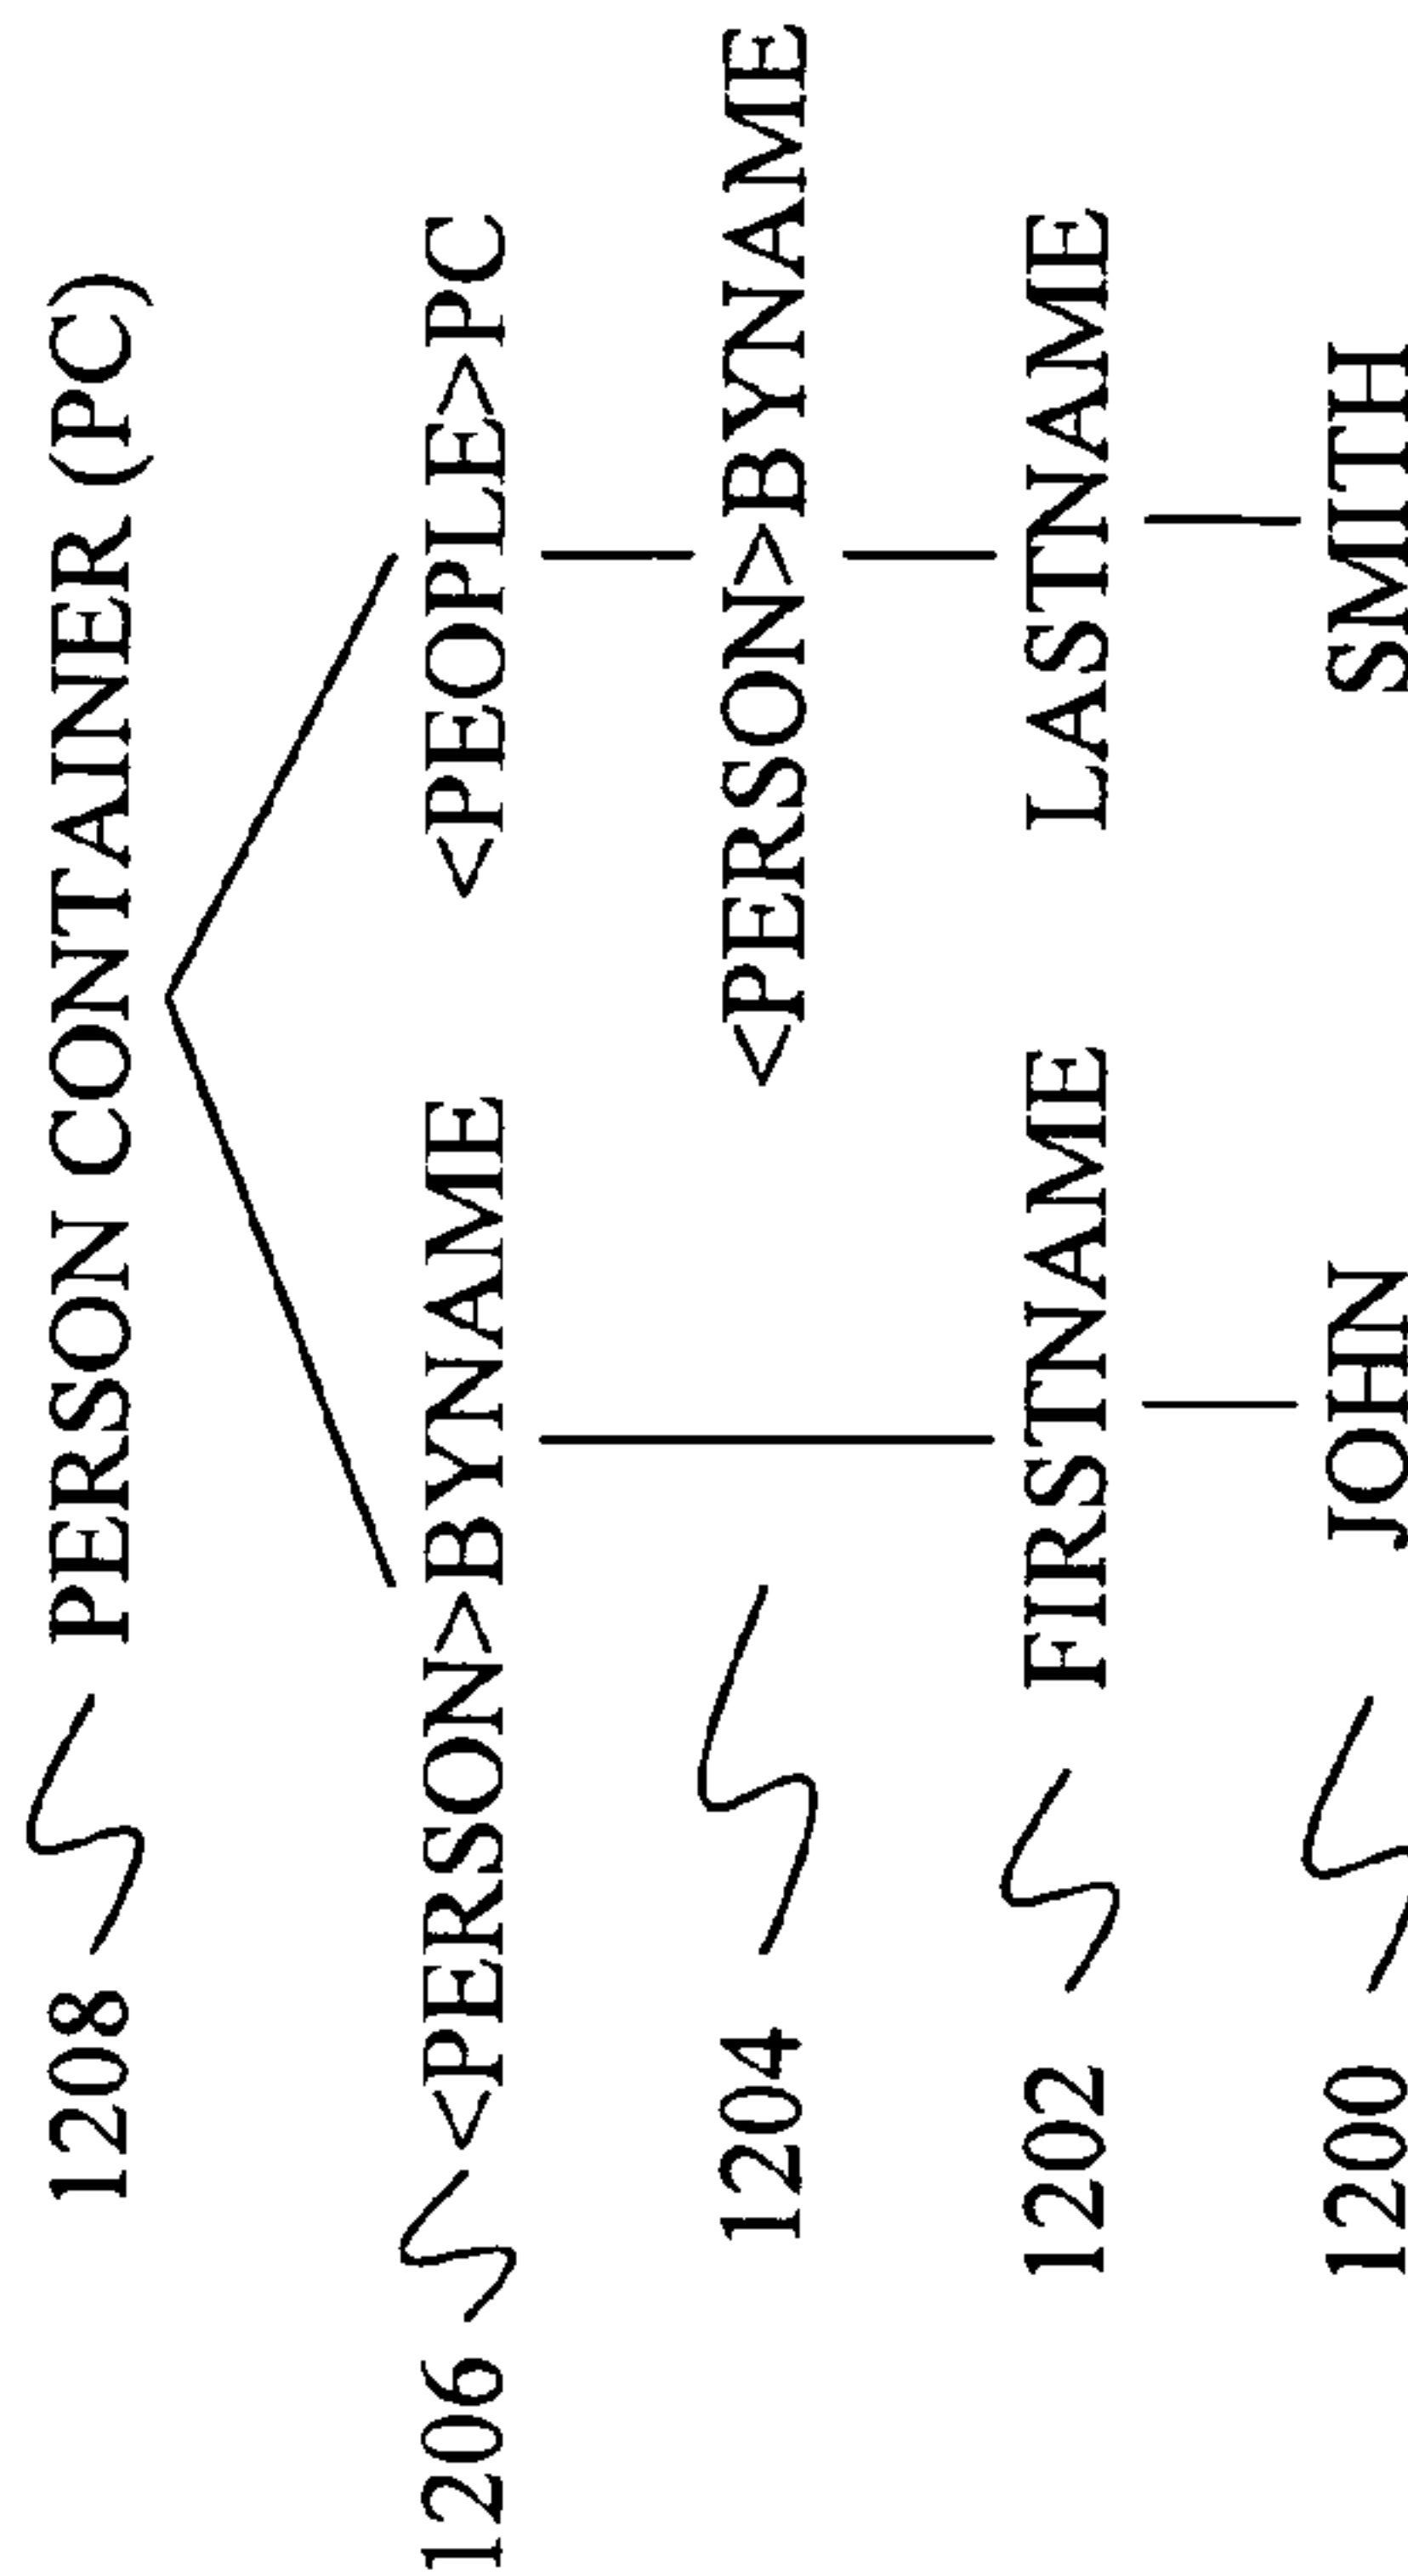 1208 PERSON CONTAINER (PC)
1206 <PERSON>BYNAME <PEOPLE>PC
1204 <PERSON>BYNAME
1202 FIRSTNAME LASTNAME
1200 JOHN SMITH